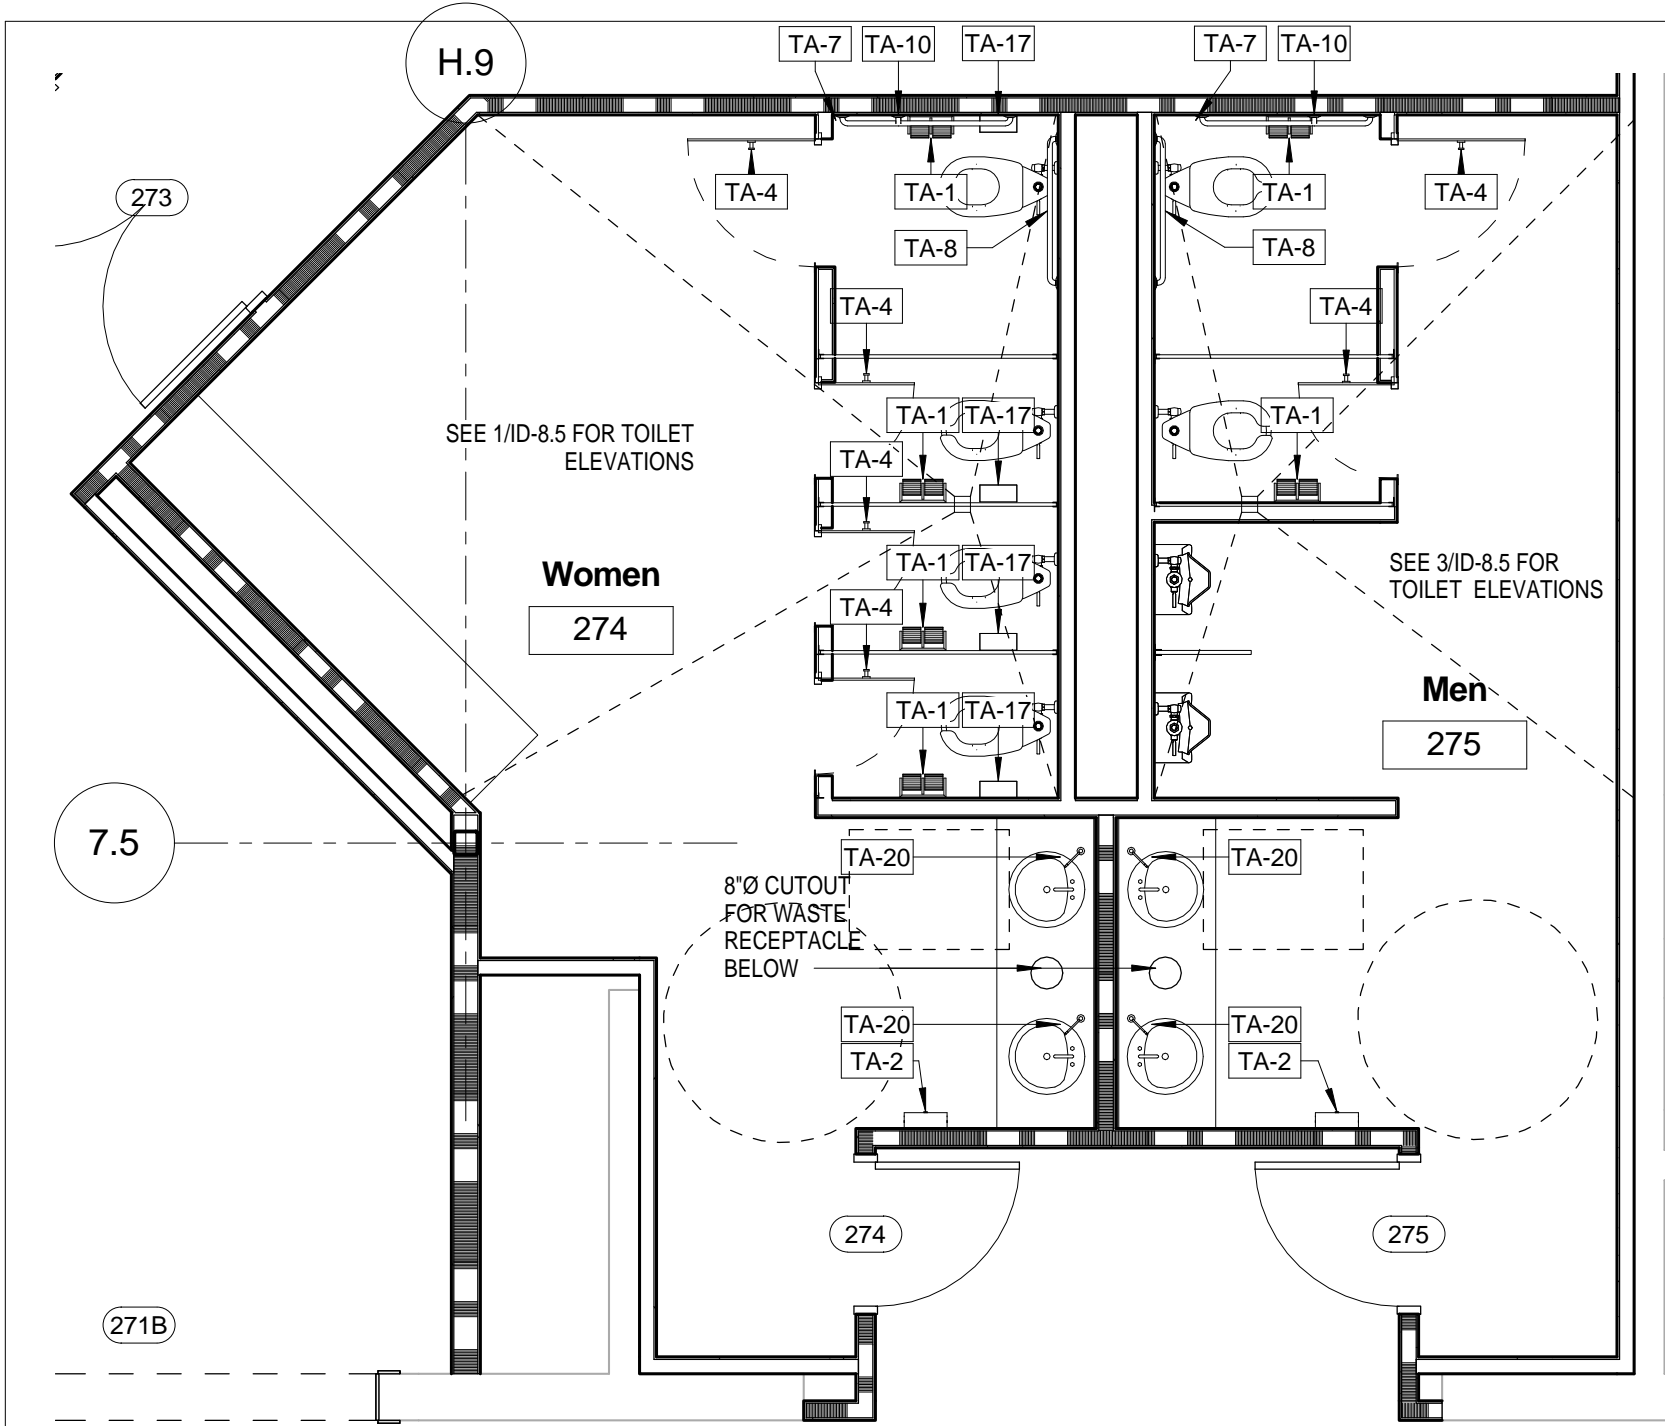 H.9
TA-7
TA-10
TA-17
TA-7
TA-10
273
TA-4
TA-1
TA-1
TA-4
TA-8
TA-8
TA-4
TA-4
TA-1
TA-17
TA-1
SEE 1/ID-8.5 FOR TOILET
ELEVATIONS
TA-4
Women
274
TA-1
TA-17
SEE 3/ID-8.5 FOR
TOILET ELEVATIONS
TA-4
TA-1
TA-17
Men
275
7.5
TA-20
TA-20
8"Ø CUTOUT
FOR WASTE
RECEPTACLE
BELOW
TA-20
TA-20
TA-2
TA-2
274
275
271B